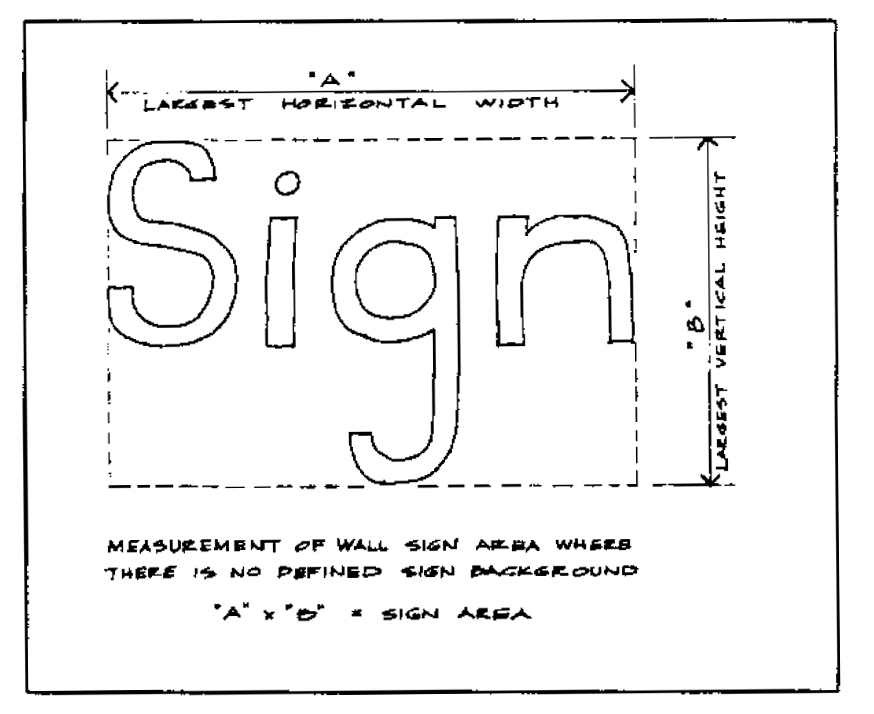 "A"
LARGEST HORIZONTAL WIDTH
Sign
"B"
LARGEST VERTICAL HEIGHT
MEASUREMENT OF WALL SIGN AREA WHERE
THERE IS NO DEFINED SIGN BACKGROUND
"A" x "B" = SIGN AREA